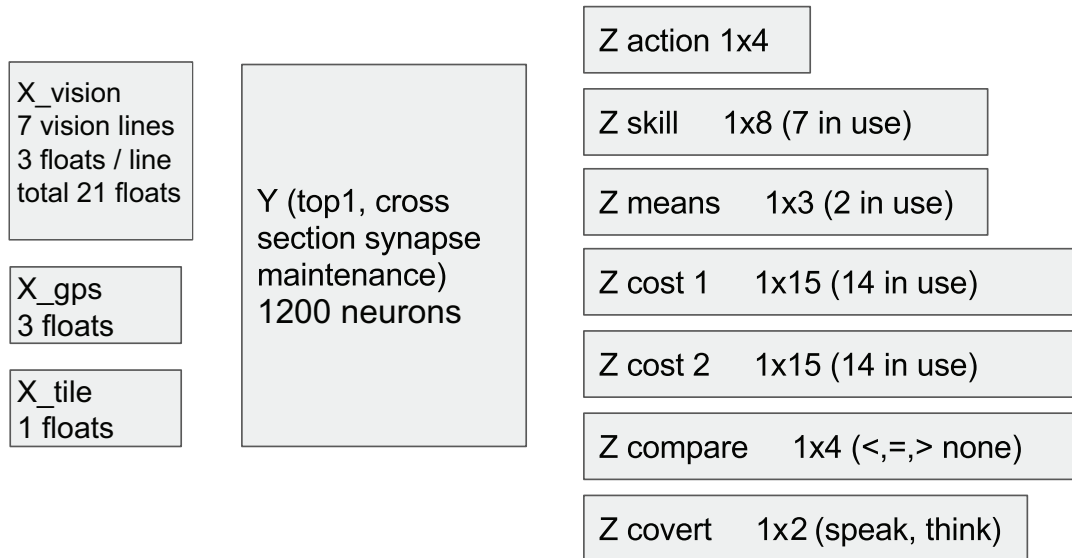 X_vision
7 vision lines
3 floats / line
total 21 floats
X_gps
3 floats
X_tile
1 floats
Y (top1, cross
section synapse
maintenance)
1200 neurons
Z action 1x4
Z skill 1x8 (7 in use)
Z means 1x3 (2 in use)
Z cost 1 1x15 (14 in use)
Z cost 2 1x15 (14 in use)
Z compare 1x4 (<,=,> none)
Z covert 1x2 (speak, think)